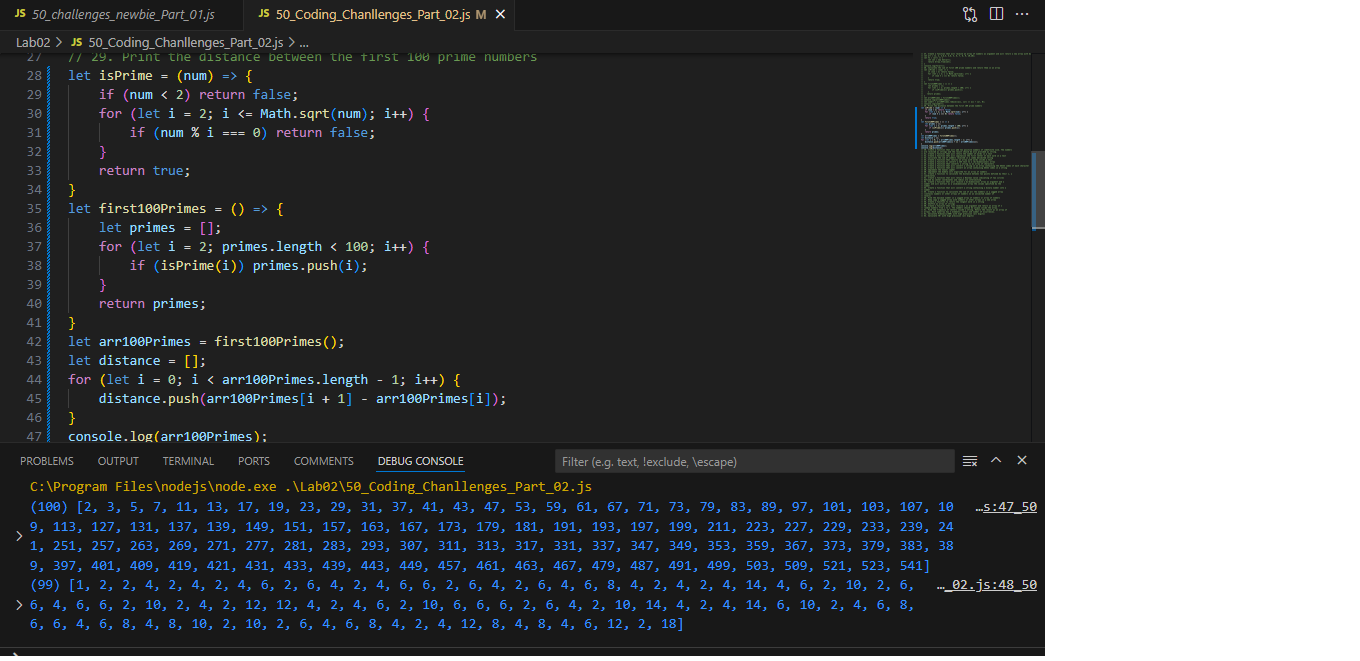 JS 50_challenges_newbie_Part_01.js
JS 50_Coding_Chanllenges_Part_02.js M
Lab02 > JS 50_Coding_Chanllenges_Part_02.js > ...
27 // 29. Print the distance between the first 100 prime numbers
28 let isPrime = (num) => {
29 if (num < 2) return false;
30 for (let i = 2; i <= Math.sqrt(num); i++) {
31 if (num % i === 0) return false;
32 }
33 return true;
34 }
35 let first100Primes = () => {
36 let primes = [];
37 for (let i = 2; primes.length < 100; i++) {
38 if (isPrime(i)) primes.push(i);
39 }
40 return primes;
41 }
42 let arr100Primes = first100Primes();
43 let distance = [];
44 for (let i = 0; i < arr100Primes.length - 1; i++) {
45 distance.push(arr100Primes[i + 1] - arr100Primes[i]);
46 }
47 console.log(arr100Primes);
PROBLEMS OUTPUT TERMINAL PORTS COMMENTS DEBUG CONSOLE Filter (e.g. text, !exclude, \escape)
C:\Program Files\nodejs\node.exe .\Lab02\50_Coding_Chanllenges_Part_02.js
(100) [2, 3, 5, 7, 11, 13, 17, 19, 23, 29, 31, 37, 41, 43, 47, 53, 59, 61, 67, 71, 73, 79, 83, 89, 97, 101, 103, 107, 10 …s:47_50
9, 113, 127, 131, 137, 139, 149, 151, 157, 163, 167, 173, 179, 181, 191, 193, 197, 199, 211, 223, 227, 229, 233, 239, 24
1, 251, 257, 263, 269, 271, 277, 281, 283, 293, 307, 311, 313, 317, 331, 337, 347, 349, 353, 359, 367, 373, 379, 383, 38
9, 397, 401, 409, 419, 421, 431, 433, 439, 443, 449, 457, 461, 463, 467, 479, 487, 491, 499, 503, 509, 521, 523, 541]
(99) [1, 2, 2, 4, 2, 4, 2, 4, 6, 2, 6, 4, 2, 4, 6, 6, 2, 6, 4, 2, 6, 4, 6, 8, 4, 2, 4, 2, 4, 14, 4, 6, 2, 10, 2, 6, …_02.js:48_50
6, 4, 6, 6, 2, 10, 2, 4, 2, 12, 12, 4, 2, 4, 6, 2, 10, 6, 6, 6, 2, 6, 4, 2, 10, 14, 4, 2, 4, 14, 6, 10, 2, 4, 6, 8,
6, 6, 4, 6, 8, 4, 8, 10, 2, 10, 2, 6, 4, 6, 8, 4, 2, 4, 12, 8, 4, 8, 4, 6, 12, 2, 18]